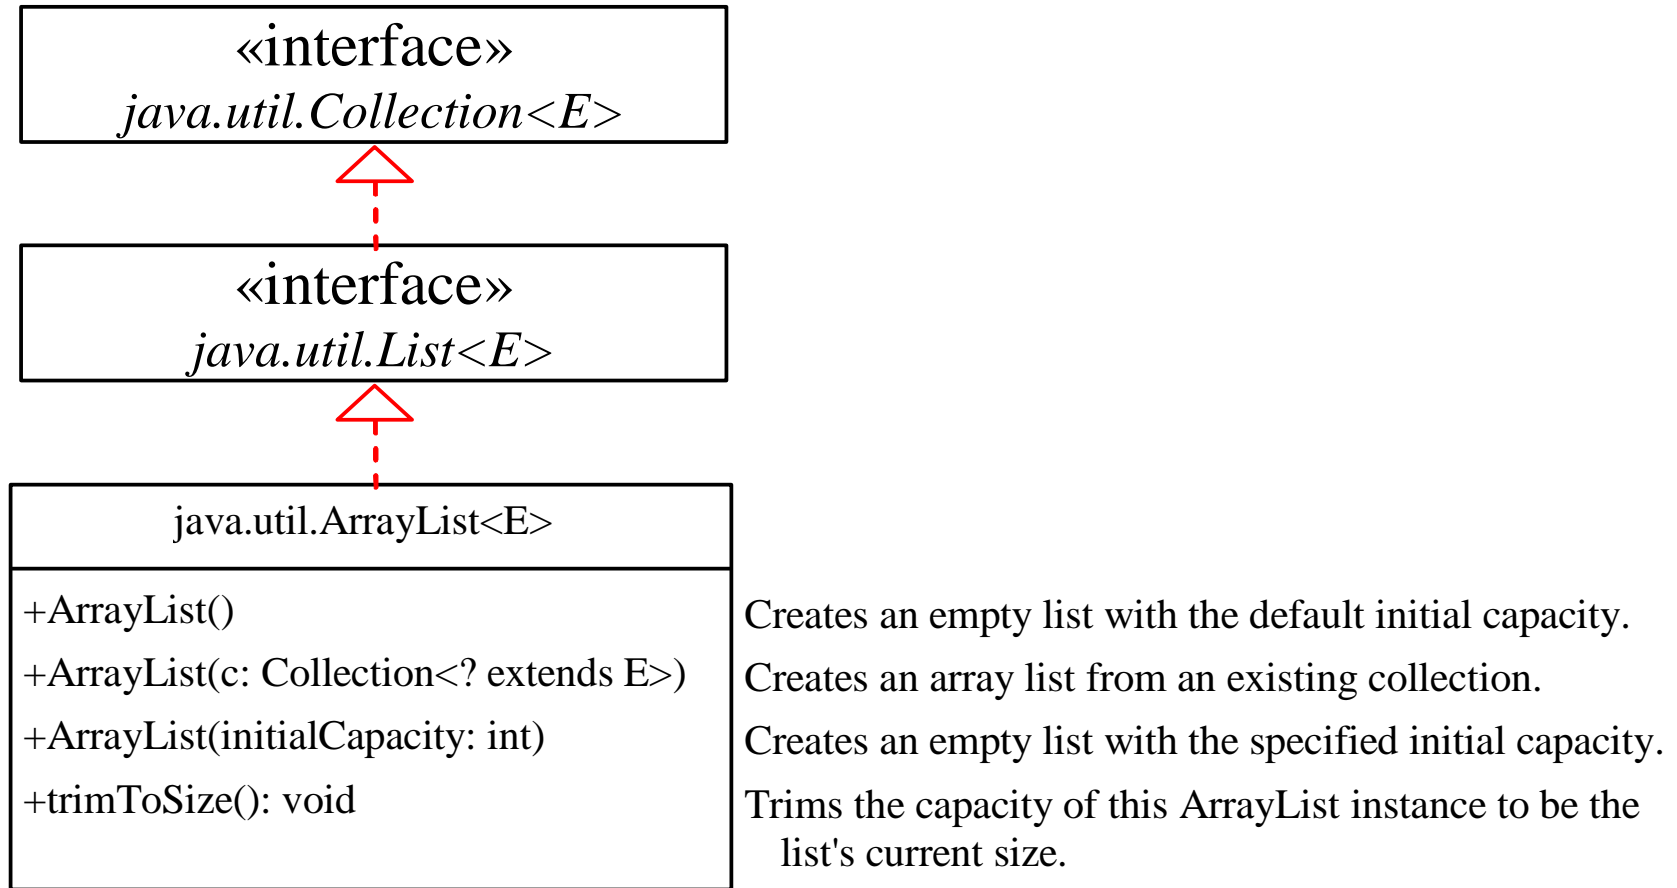 «interface»
java.util.Collection<E>
«interface»
java.util.List<E>
java.util.ArrayList<E>
+ArrayList()
Creates an empty list with the default initial capacity.
+ArrayList(c: Collection<? extends E>)
Creates an array list from an existing collection.
+ArrayList(initialCapacity: int)
Creates an empty list with the specified initial capacity.
+trimToSize(): void
Trims the capacity of this ArrayList instance to be the
list's current size.